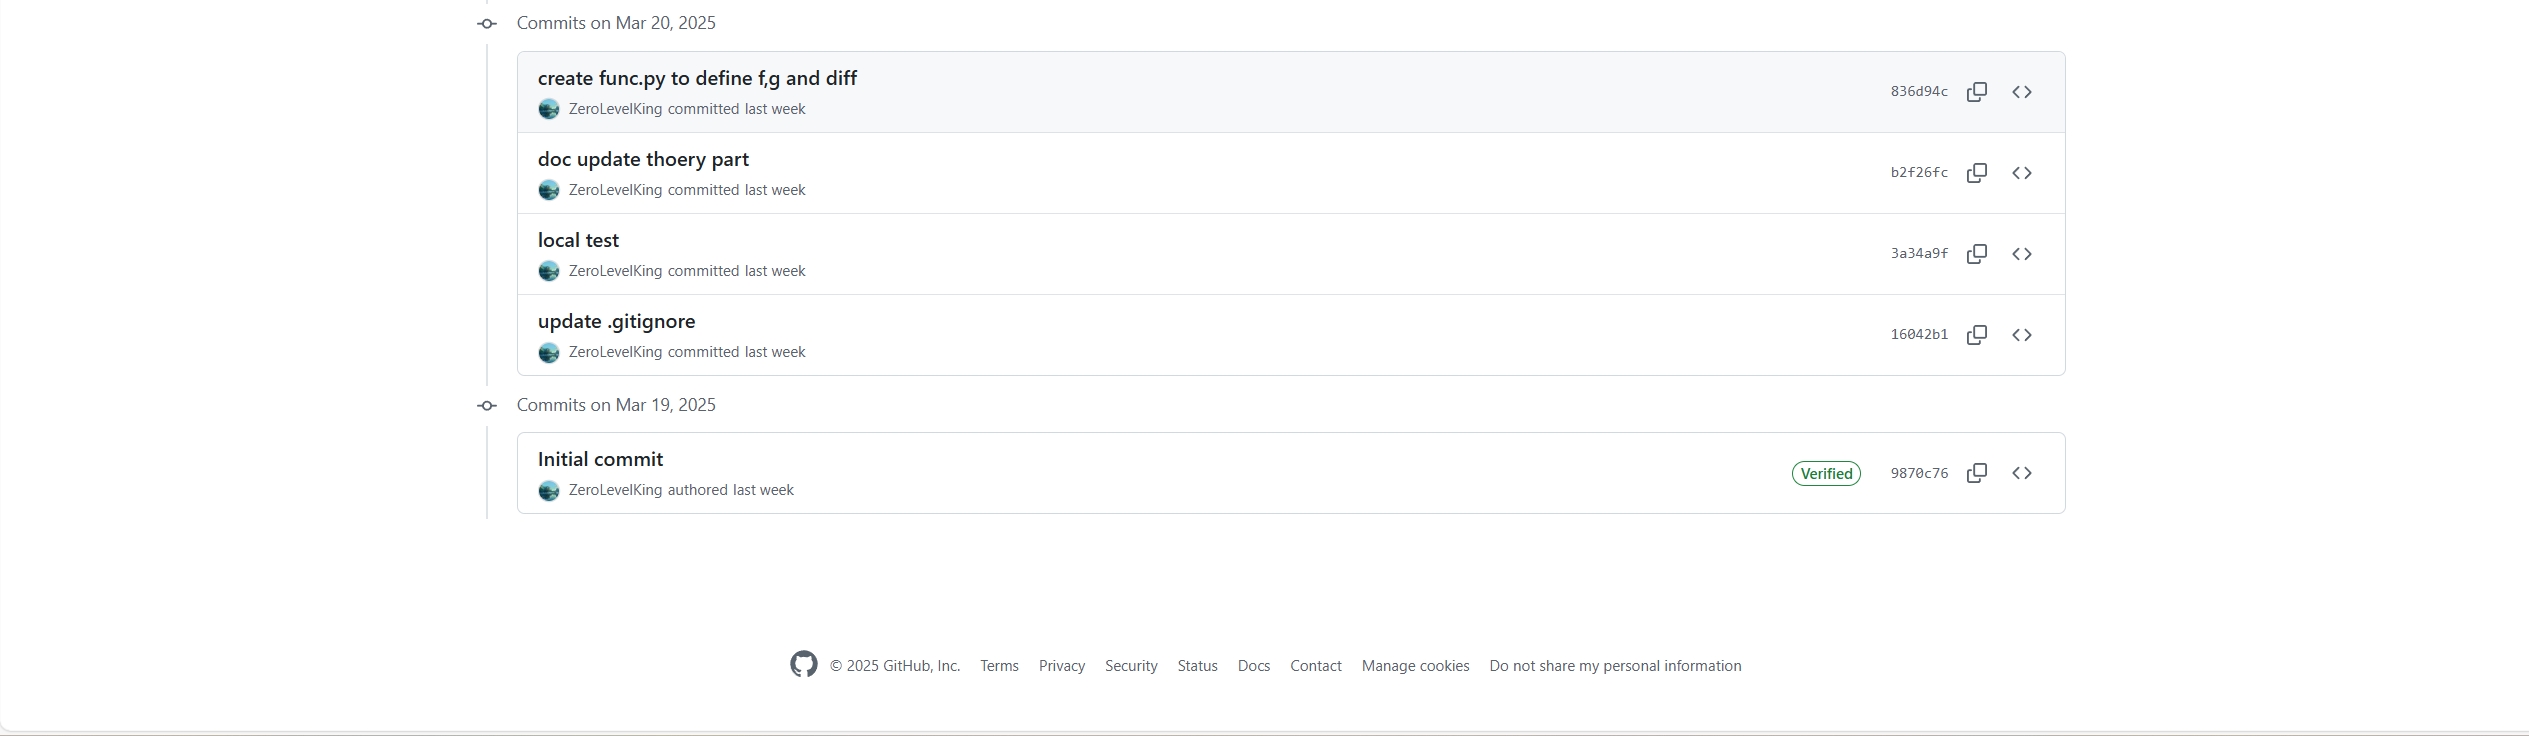 Commits on Mar 20, 2025
create func.py to define f,g and diff
ZeroLevelKing committed last week
836d94c
doc update thoery part
ZeroLevelKing committed last week
b2f26fc
local test
ZeroLevelKing committed last week
3a34a9f
update .gitignore
ZeroLevelKing committed last week
16042b1
Commits on Mar 19, 2025
Initial commit
ZeroLevelKing authored last week
Verified 9870c76
© 2025 GitHub, Inc. Terms Privacy Security Status Docs Contact Manage cookies Do not share my personal information